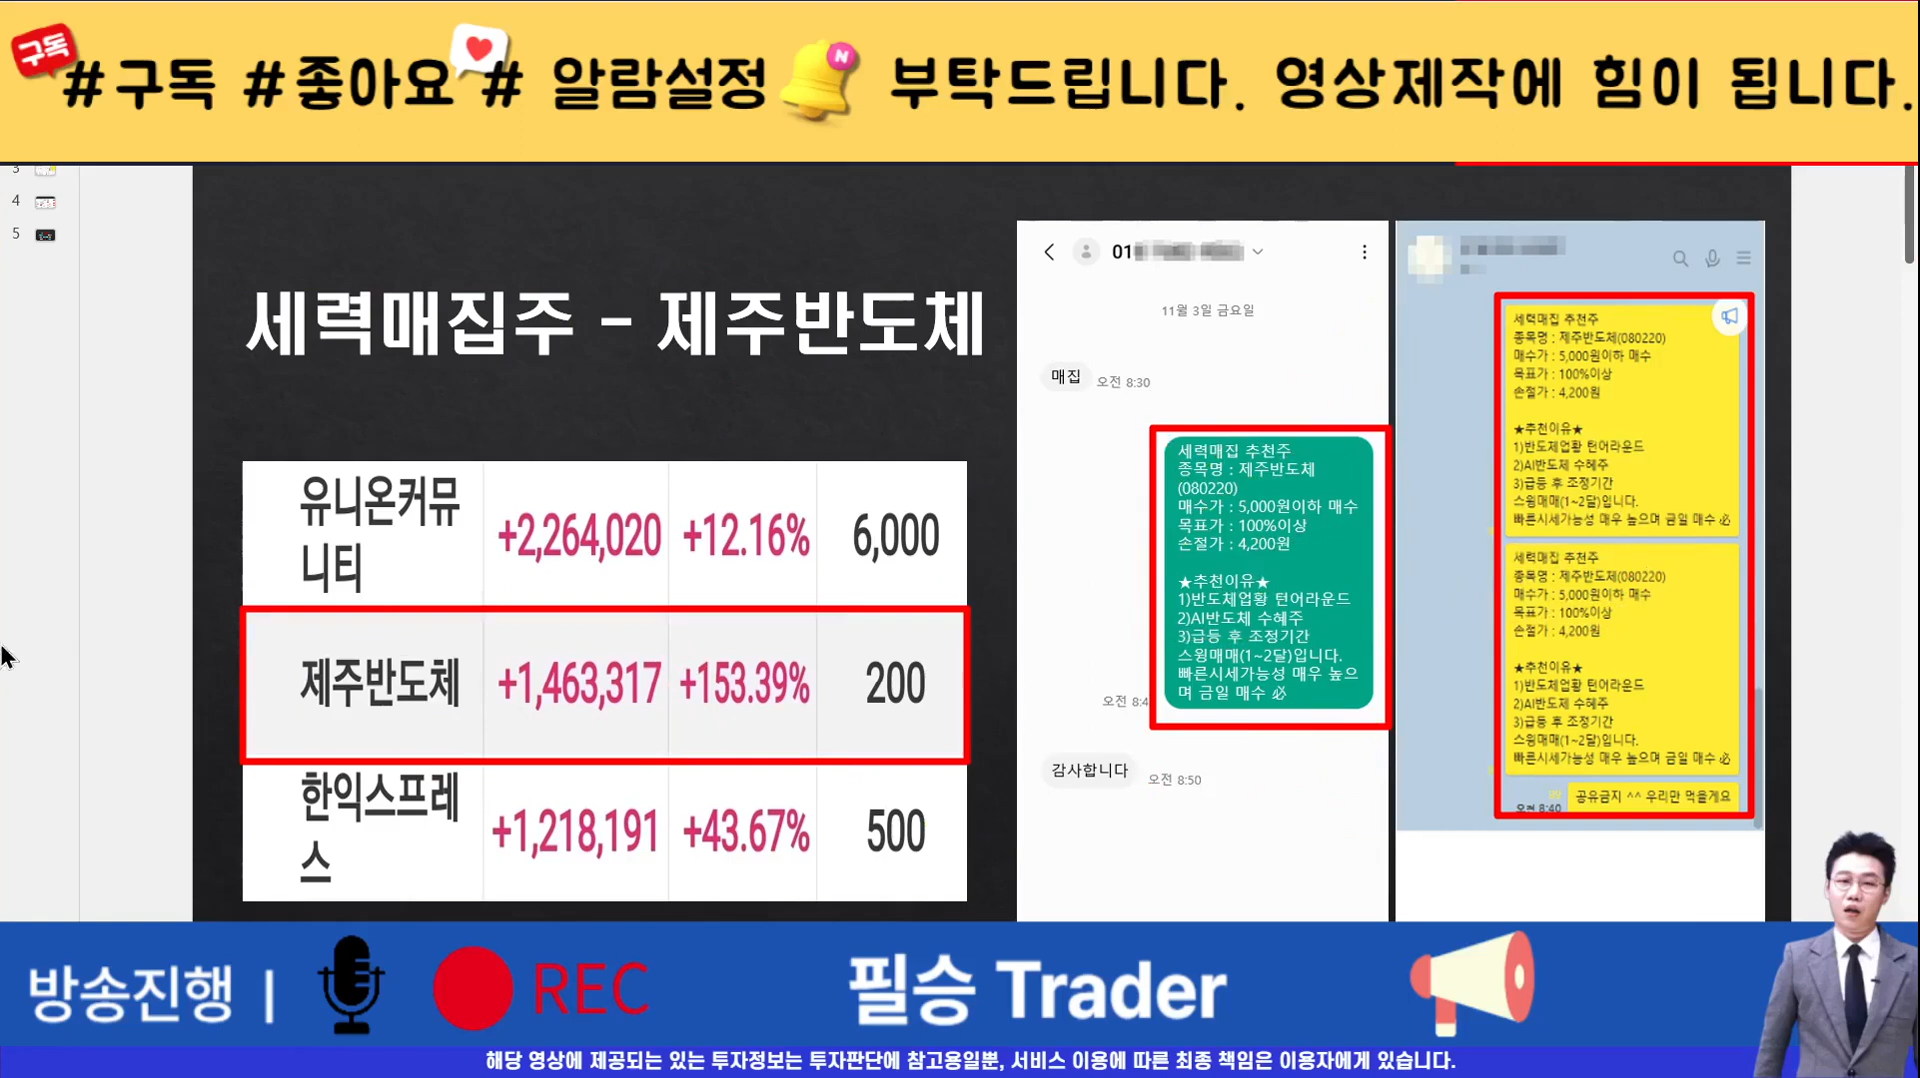 구독
#구독 #좋아요 # 알람설정 N 부탁드립니다. 영상제작에 힘이 됩니다.
3
4
5
세력매집주 - 제주반도체
유니온커뮤니티 +2,264,020 +12.16% 6,000
제주반도체 +1,463,317 +153.39% 200
한익스프레스 +1,218,191 +43.67% 500
01
11월 3일 금요일
매집 오전 8:30
세력매집 추천주
종목명 : 제주반도체
(080220)
매수가 : 5,000원이하 매수
목표가 : 100%이상
손절가 : 4,200원
★추천이유★
1)반도체업황 턴어라운드
2)AI반도체 수혜주
3)급등 후 조정기간
스윙매매(1~2달)입니다.
빠른시세가능성 매우 높으
며 금일 매수 必
오전 8:4
감사합니다 오전 8:50
세력매집 추천주
종목명 : 제주반도체(080220)
매수가 : 5,000원이하 매수
목표가 : 100%이상
손절가 : 4,200원
★추천이유★
1)반도체업황 턴어라운드
2)AI반도체 수혜주
3)급등 후 조정기간
스윙매매(1~2달)입니다.
빠른시세가능성 매우 높으며 금일 매수 必
세력매집 추천주
종목명 : 제주반도체(080220)
매수가 : 5,000원이하 매수
목표가 : 100%이상
손절가 : 4,200원
★추천이유★
1)반도체업황 턴어라운드
2)AI반도체 수혜주
3)급등 후 조정기간
스윙매매(1~2달)입니다.
빠른시세가능성 매우 높으며 금일 매수 必
오전 8:40 공유금지 ^^ 우리만 먹을게요
방송진행 | REC 필승 Trader
해당 영상에 제공되는 있는 투자정보는 투자판단에 참고용일뿐, 서비스 이용에 따른 최종 책임은 이용자에게 있습니다.